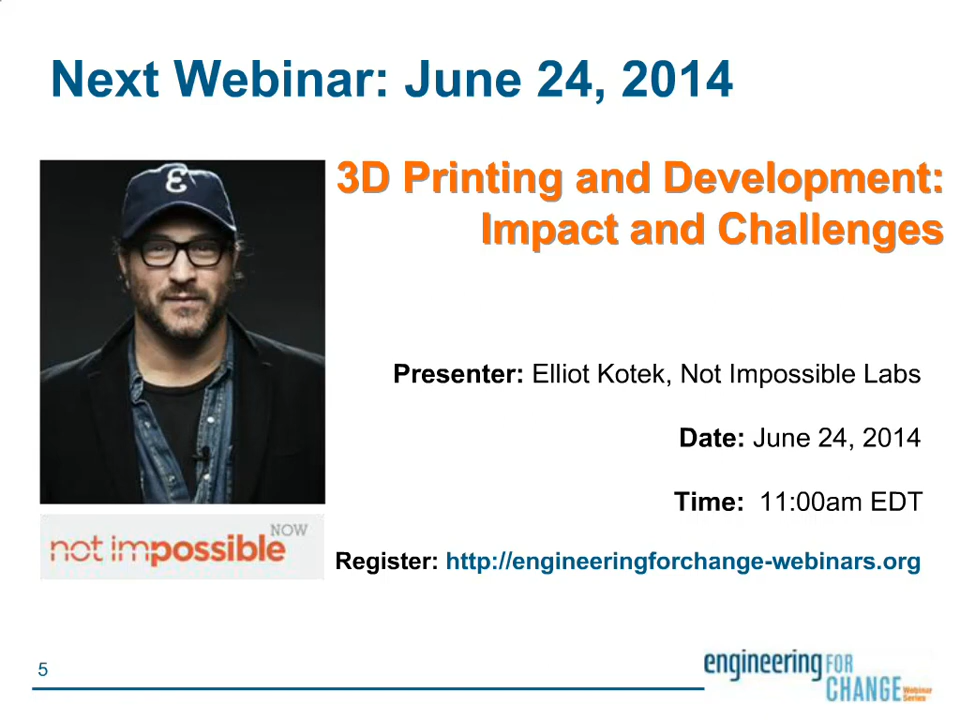 Next Webinar: June 24, 2014
3D Printing and Development:
Impact and Challenges
Presenter: Elliot Kotek, Not Impossible Labs
Date: June 24, 2014
Time: 11:00am EDT
Register: http://engineeringforchange-webinars.org
NOW
not impossible
5
engineering FOR
CHANGE Webinar
Series